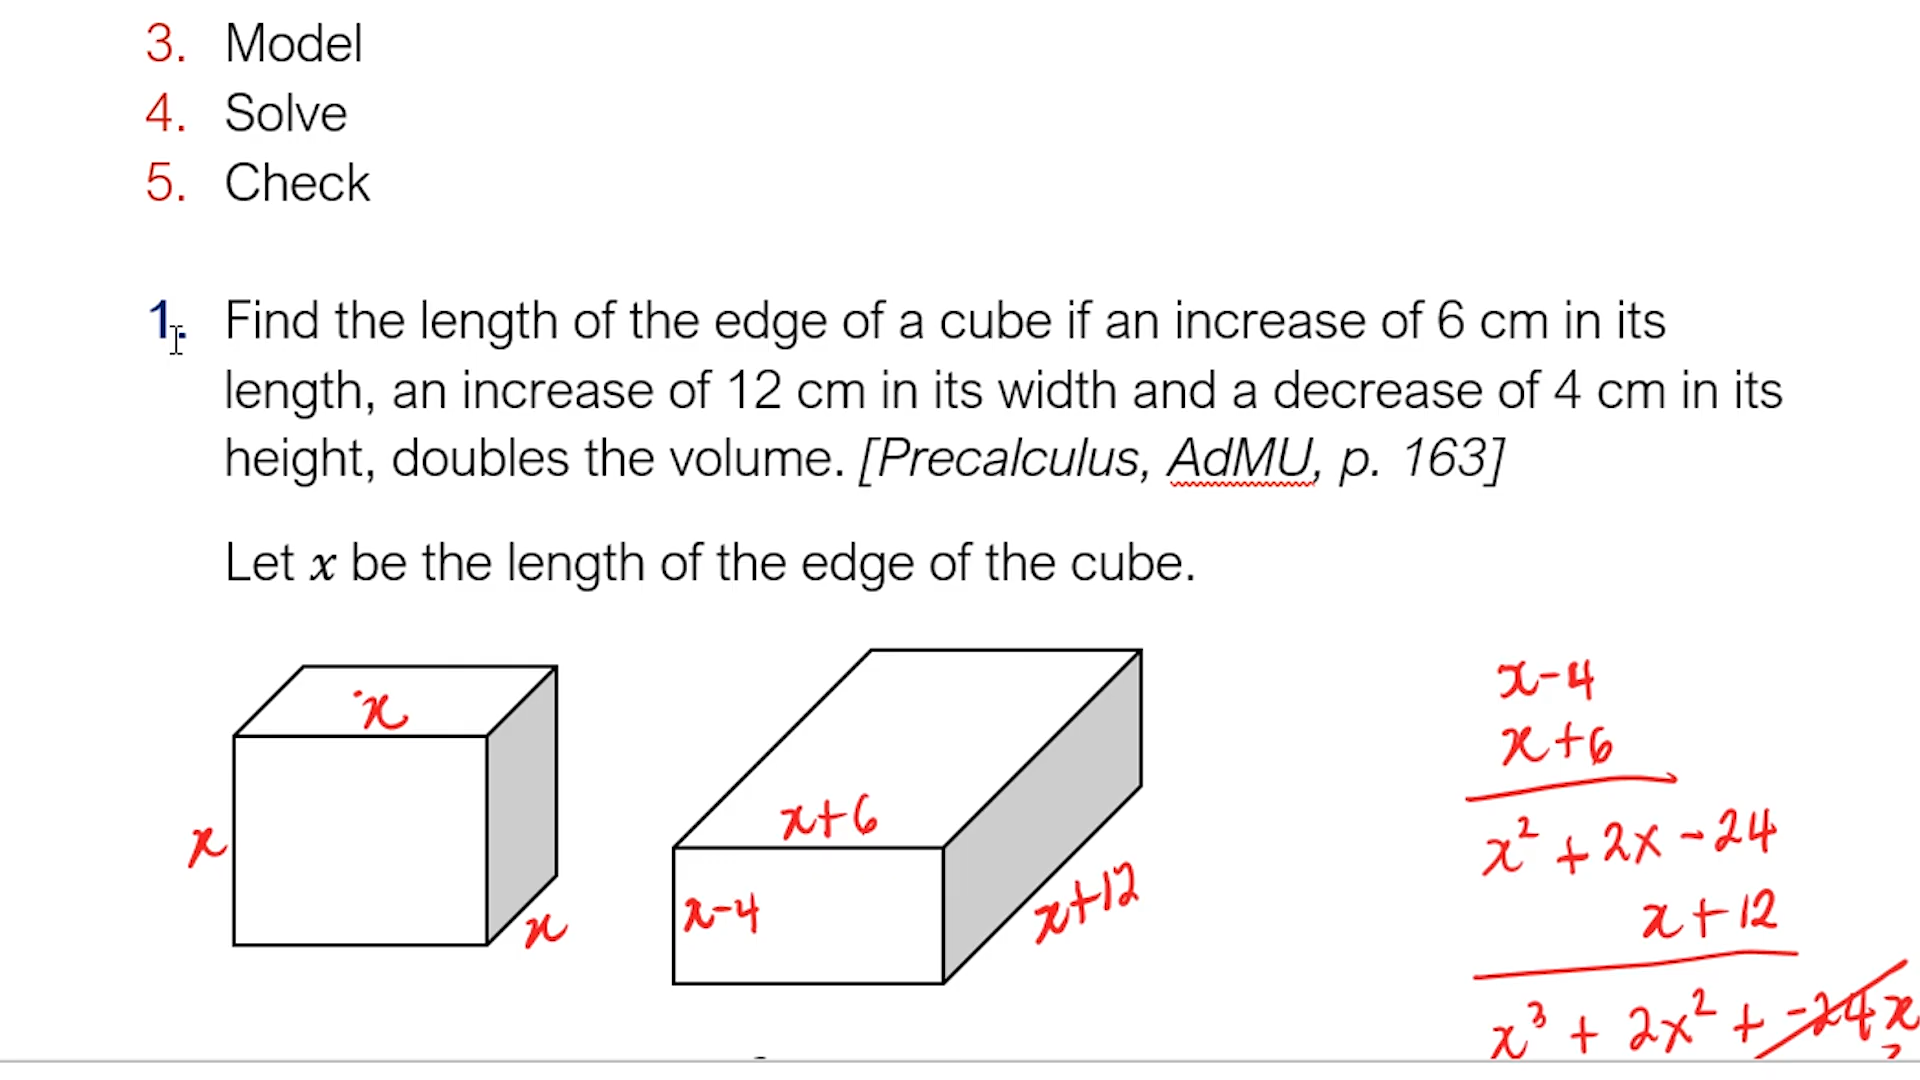 3. Model
4. Solve
5. Check
1. Find the length of the edge of a cube if an increase of 6 cm in its
length, an increase of 12 cm in its width and a decrease of 4 cm in its
height, doubles the volume. [Precalculus, AdMU, p. 163]
Let x be the length of the edge of the cube.
x
x
x
x+6
x-4
x+12
x-4
x+6
x² + 2x - 24
x+12
x³ + 2x² + -24x